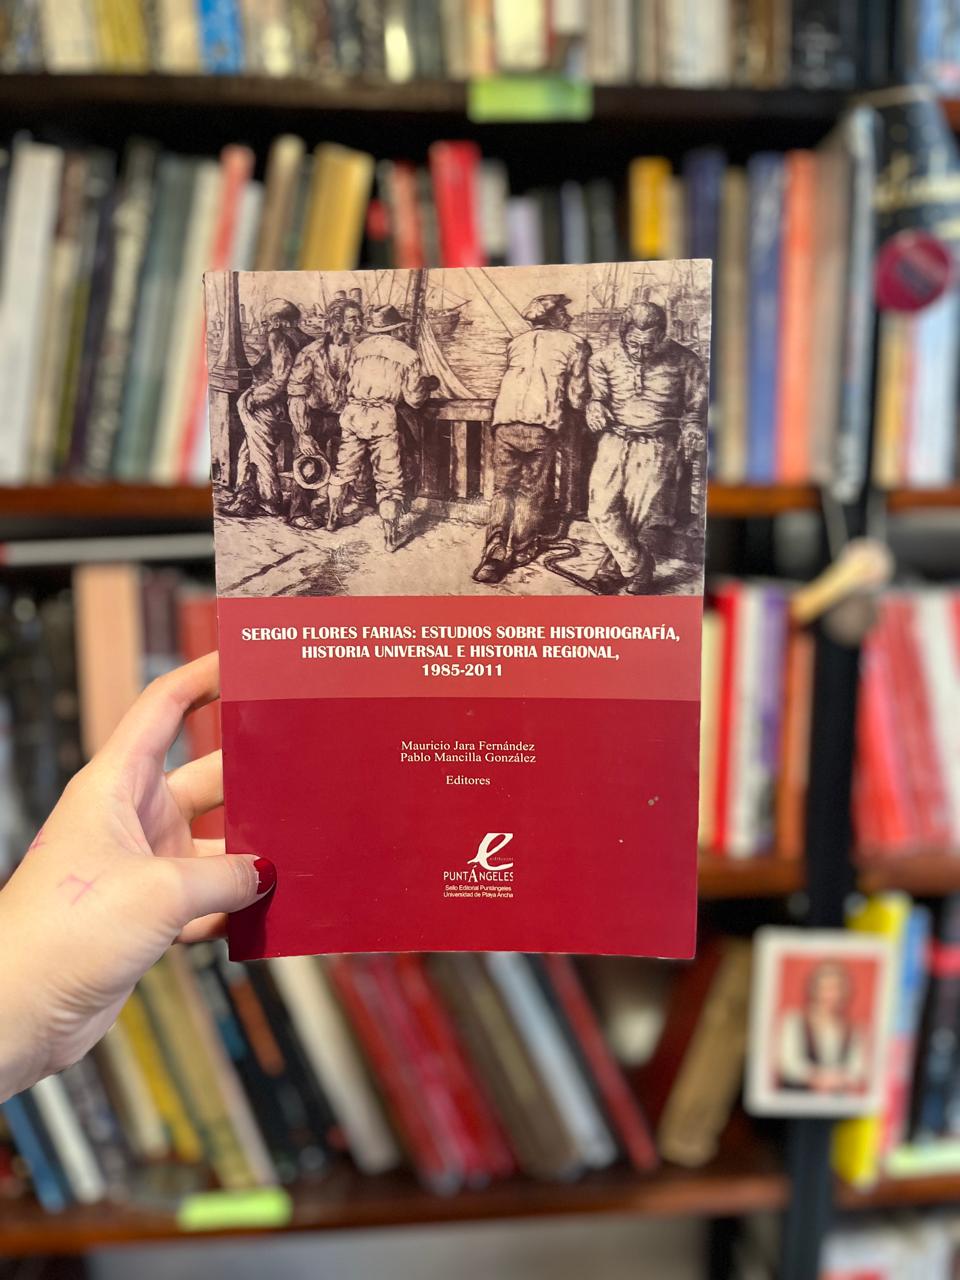 SERGIO FLORES FARIAS: ESTUDIOS SOBRE HISTORIOGRAFÍA,
HISTORIA UNIVERSAL E HISTORIA REGIONAL,
1985-2011
Mauricio Jara Fernández
Pablo Mancilla González
Editores
PUNTÁNGELES
Sello Editorial Puntángeles
Universidad de Playa Ancha